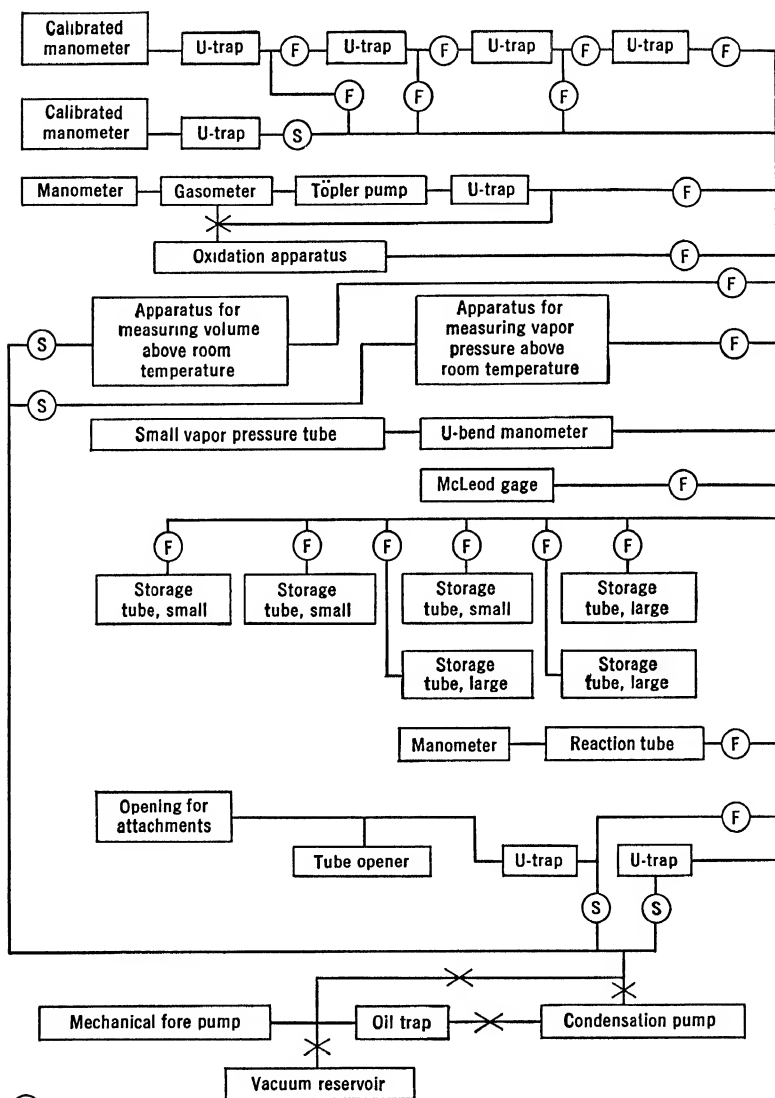 Calibrated
manometer
U-trap
F
U-trap
F
U-trap
F
U-trap
F
F
F
F
Calibrated
manometer
U-trap
S
Manometer
Gasometer
Töpler pump
U-trap
F
Oxidation apparatus
F
F
S
Apparatus for
measuring volume
above room
temperature
Apparatus for
measuring vapor
pressure above
room temperature
F
S
Small vapor pressure tube
U-bend manometer
McLeod gage
F
F
F
F
F
F
F
Storage
tube, small
Storage
tube, small
Storage
tube, small
Storage
tube, large
Storage
tube, large
Storage
tube, large
Manometer
Reaction tube
F
Opening for
attachments
F
Tube opener
U-trap
U-trap
S
S
Mechanical fore pump
Oil trap
Condensation pump
Vacuum reservoir